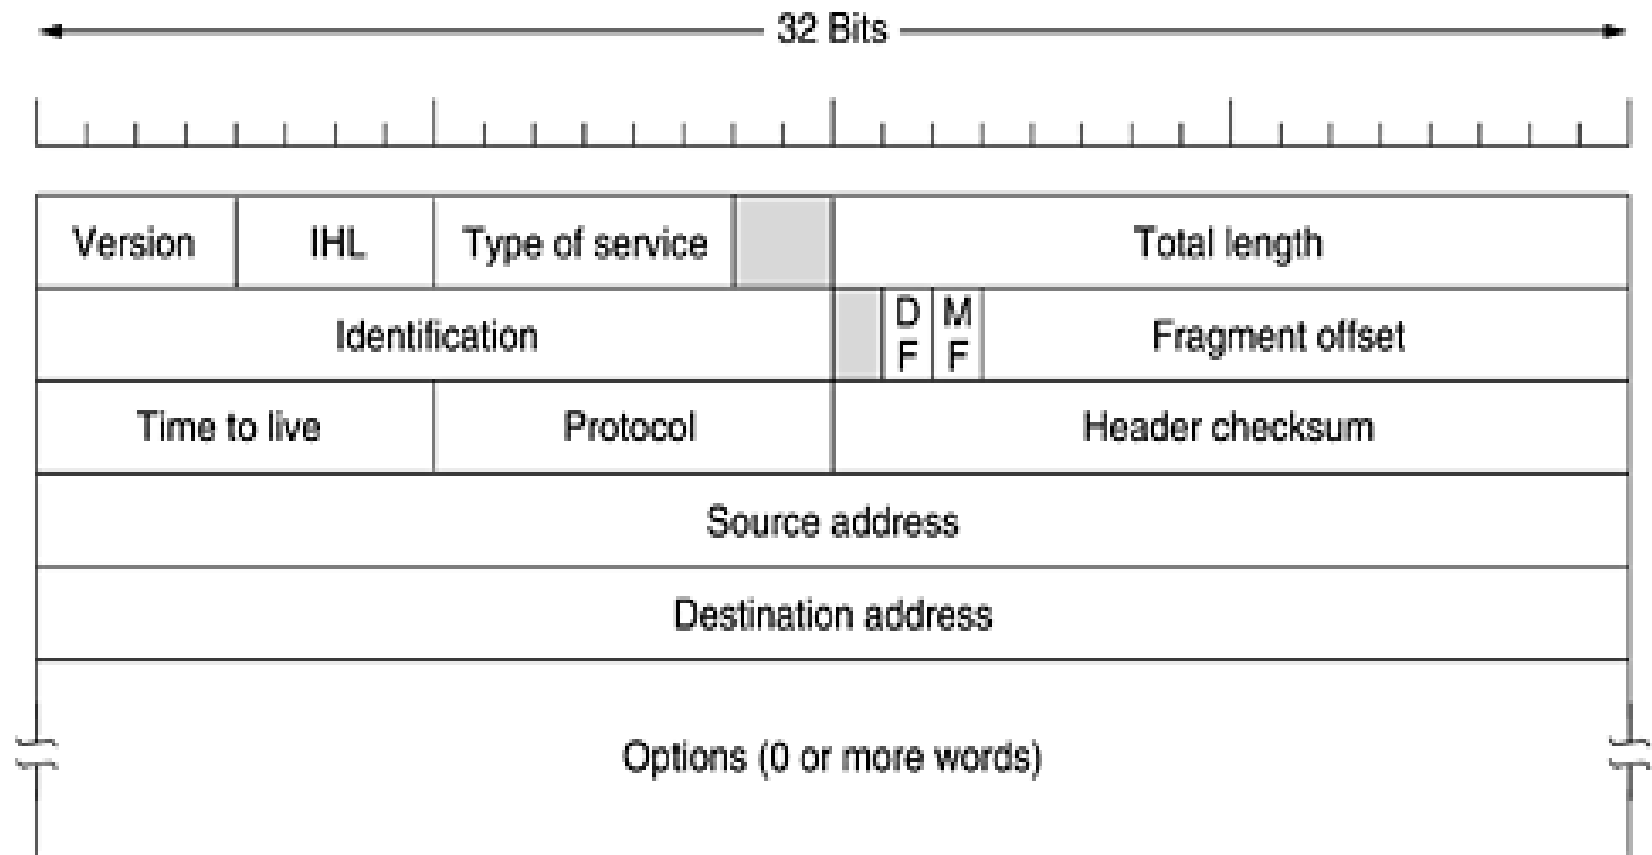 32 Bits
Version IHL Type of service Total length
Identification D F M F Fragment offset
Time to live Protocol Header checksum
Source address
Destination address
Options (0 or more words)